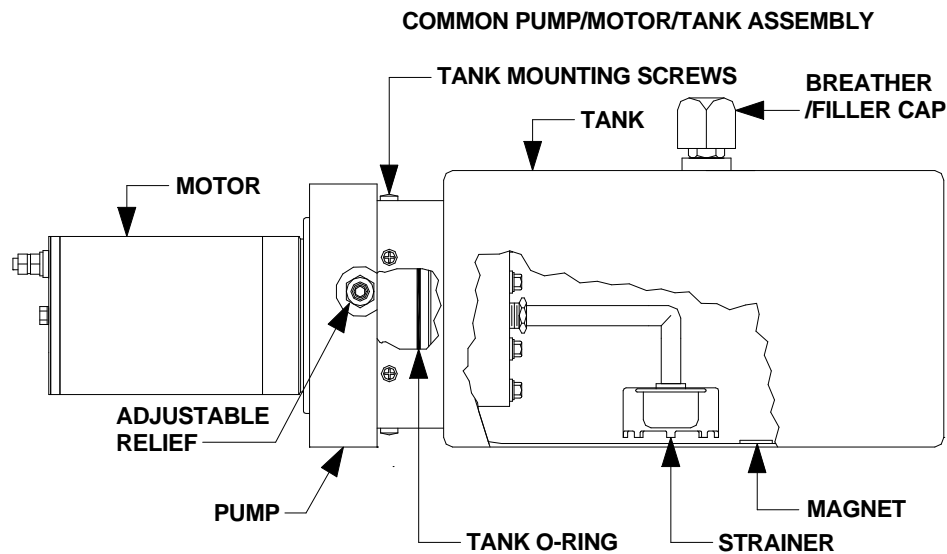 COMMON PUMP/MOTOR/TANK ASSEMBLY
TANK MOUNTING SCREWS
BREATHER
/FILLER CAP
TANK
MOTOR
ADJUSTABLE
RELIEF
PUMP
MAGNET
TANK O-RING
STRAINER